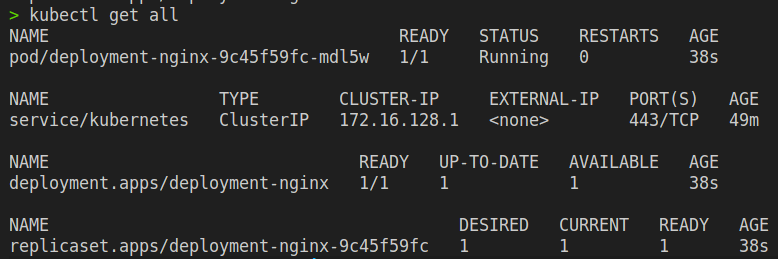 > kubectl get all
NAME READY STATUS RESTARTS AGE
pod/deployment-nginx-9c45f59fc-mdl5w 1/1 Running 0 38s
NAME TYPE CLUSTER-IP EXTERNAL-IP PORT(S) AGE
service/kubernetes ClusterIP 172.16.128.1 <none> 443/TCP 49m
NAME READY UP-TO-DATE AVAILABLE AGE
deployment.apps/deployment-nginx 1/1 1 1 38s
NAME DESIRED CURRENT READY AGE
replicaset.apps/deployment-nginx-9c45f59fc 1 1 1 38s